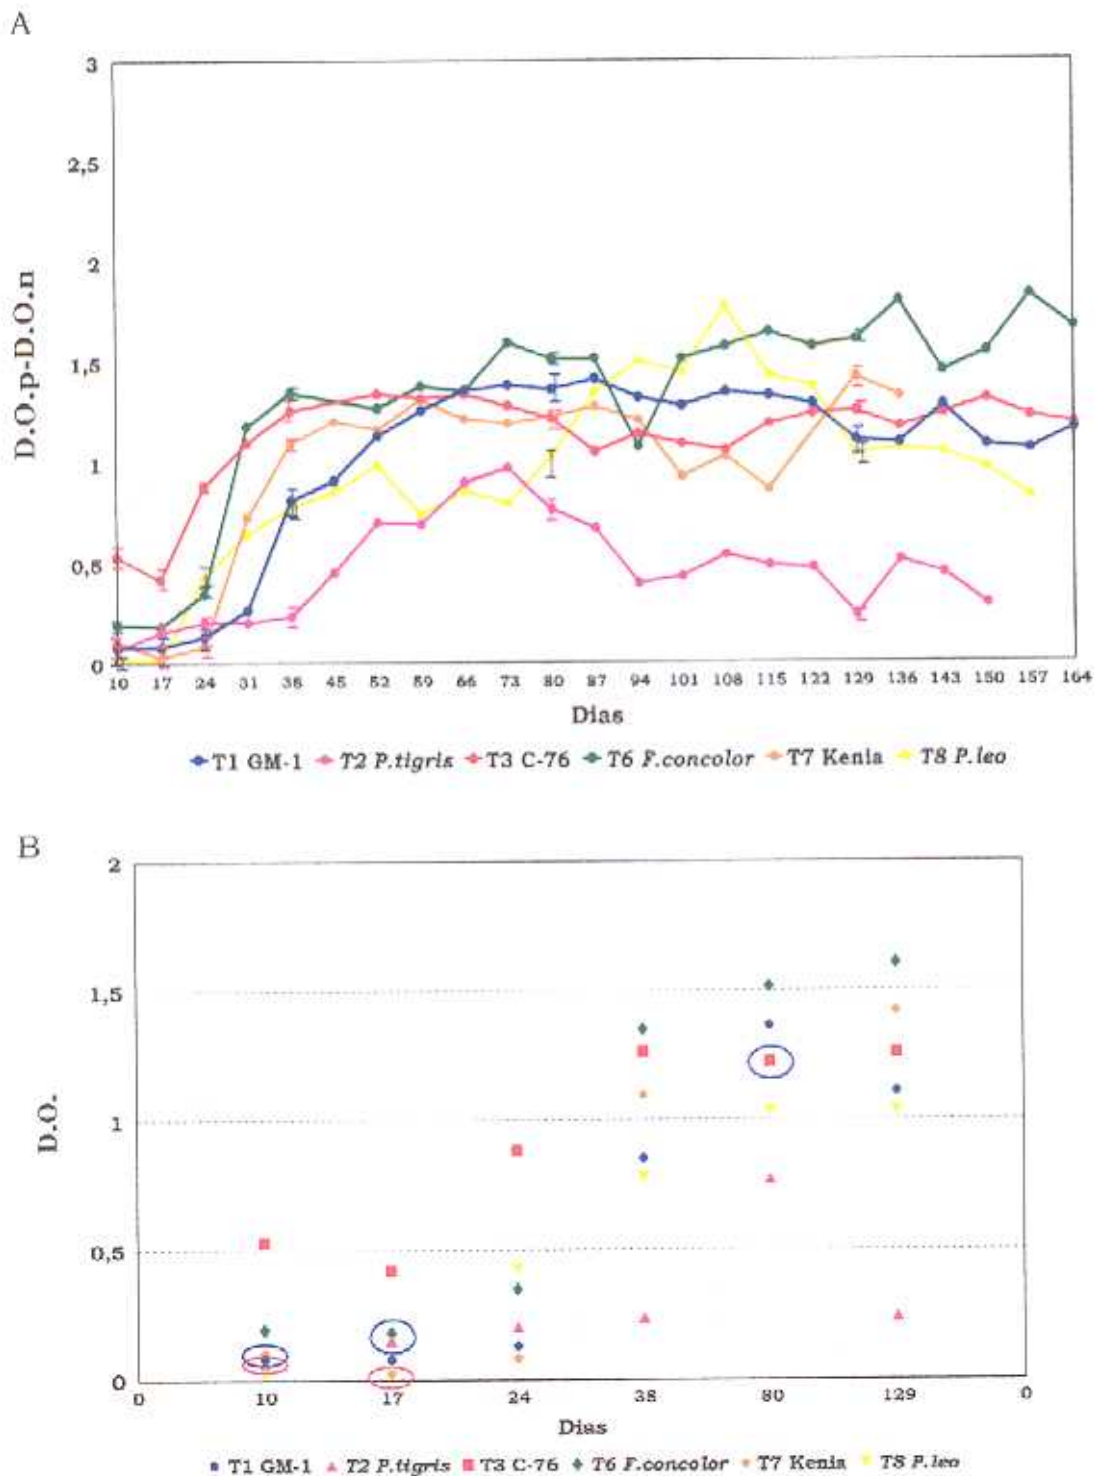 A
3
2,5
2
1,5
1
0,5
0
D.O.p-D.O.n
10 17 24 31 38 45 52 59 66 73 80 87 94 101 108 115 122 129 136 143 150 157 164
Dias
T1 GM-1 T2 P.tigris T3 C-76 T6 F.concolor T7 Kenia T8 P.leo
B
2
1,5
1
0,5
0
D.O.
0 10 17 24 38 80 129 0
Dias
T1 GM-1 T2 P.tigris T3 C-76 T6 F.concolor T7 Kenia T8 P.leo